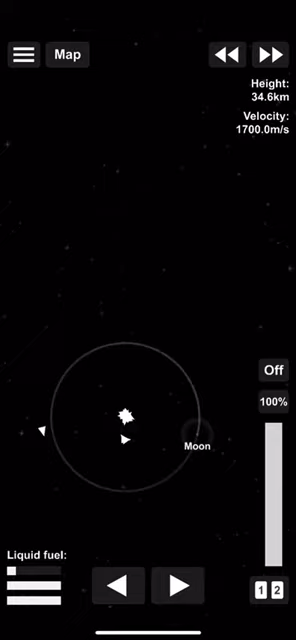 Map
Height:
34.6km
Velocity:
1700.0m/s
Off
100%
Moon
Liquid fuel:
1 2